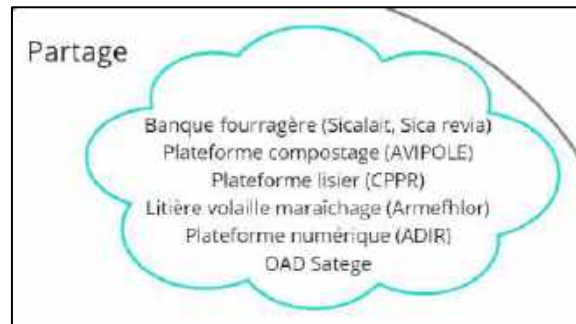 Partage
Banque fourragère (Sicalait, Sica revia)
Plateforme compostage (AVIPOLE)
Plateforme lisier (CPPR)
Litière volaille maraîchage (Armefhlor)
Plateforme numérique (ADIR)
OAD Satege